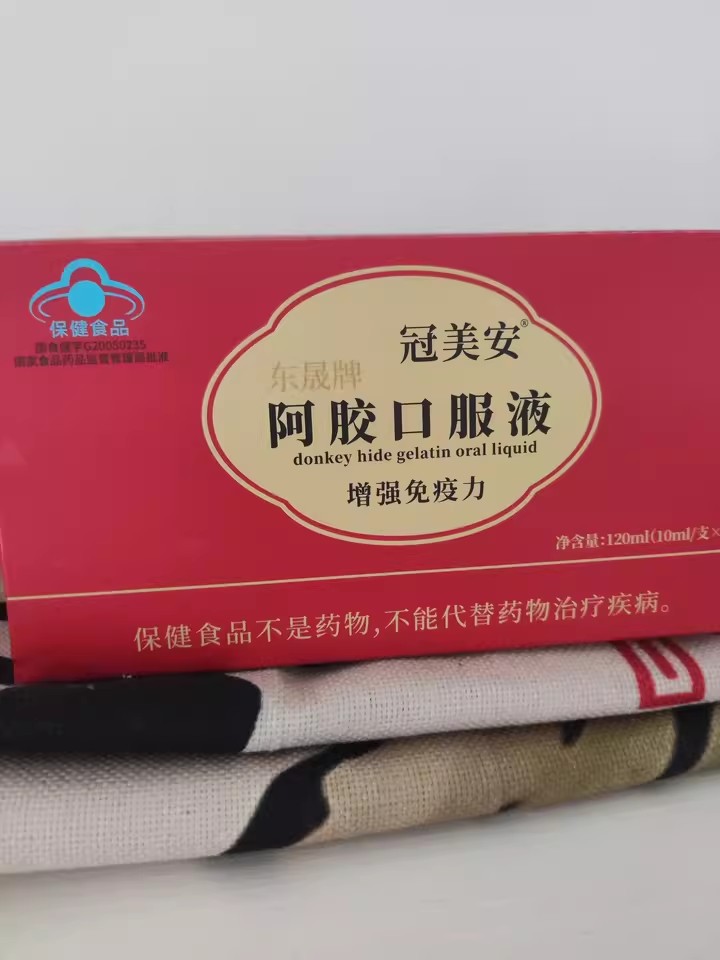 保健食品
国食健字G20050235
国家食品药品监督管理局批准
冠美安®
东晟牌
阿胶口服液
donkey hide gelatin oral liquid
增强免疫力
净含量:120ml(10ml/支×
保健食品不是药物,不能代替药物治疗疾病。